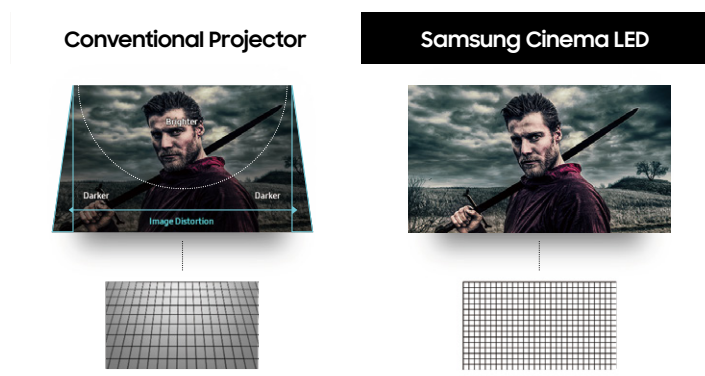 Conventional Projector
Samsung Cinema LED
Brighter
Darker
Darker
Image Distortion